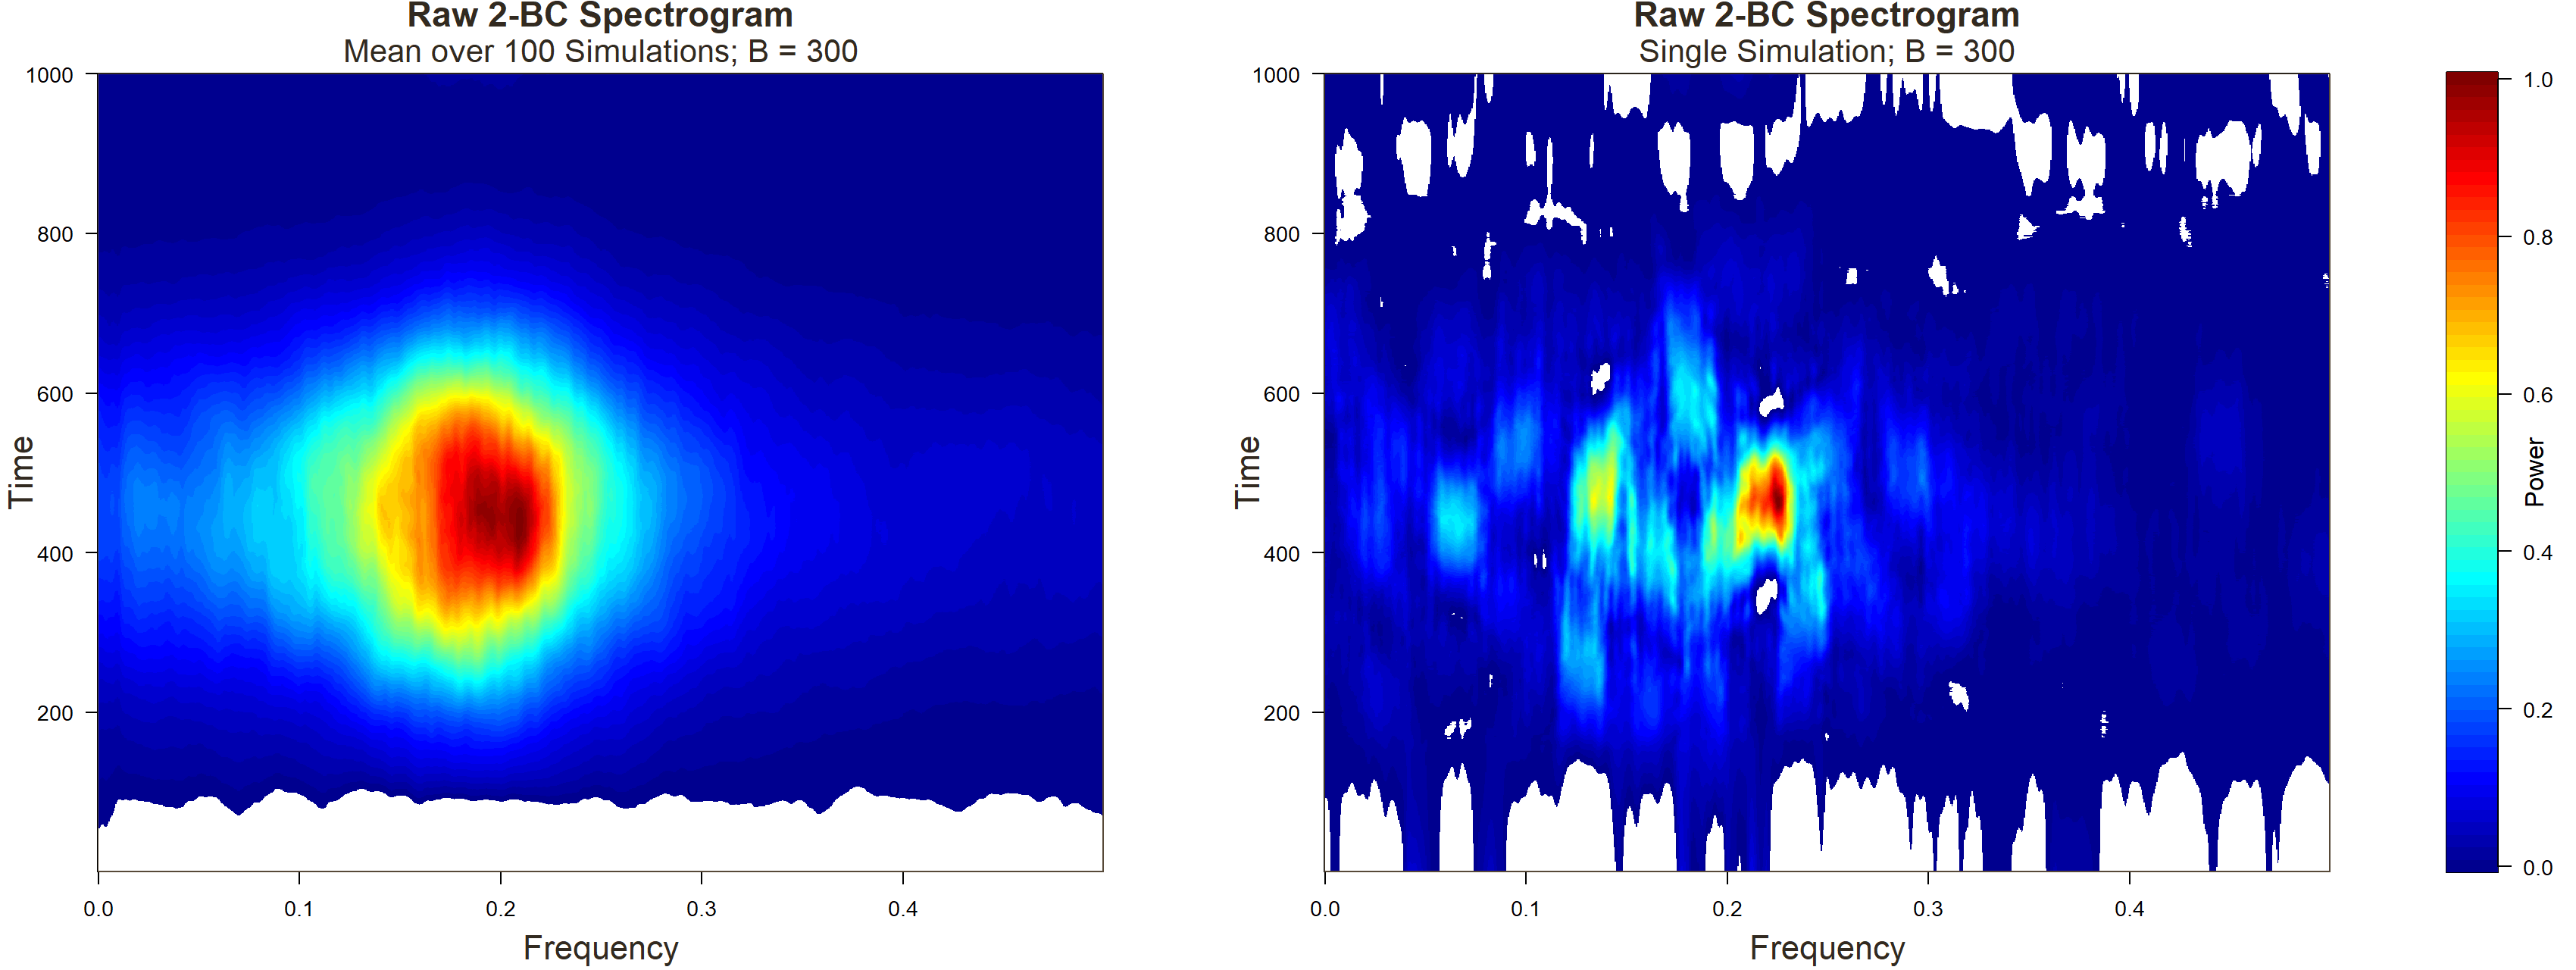 Raw 2-BC Spectrogram
Mean over 100 Simulations; B = 300
1000
800
600
400
200
Time
0.0 0.1 0.2 0.3 0.4
Frequency
Raw 2-BC Spectrogram
Single Simulation; B = 300
1000
800
600
400
200
Time
0.0 0.1 0.2 0.3 0.4
Frequency
1.0
0.8
0.6
0.4
0.2
0.0
Power